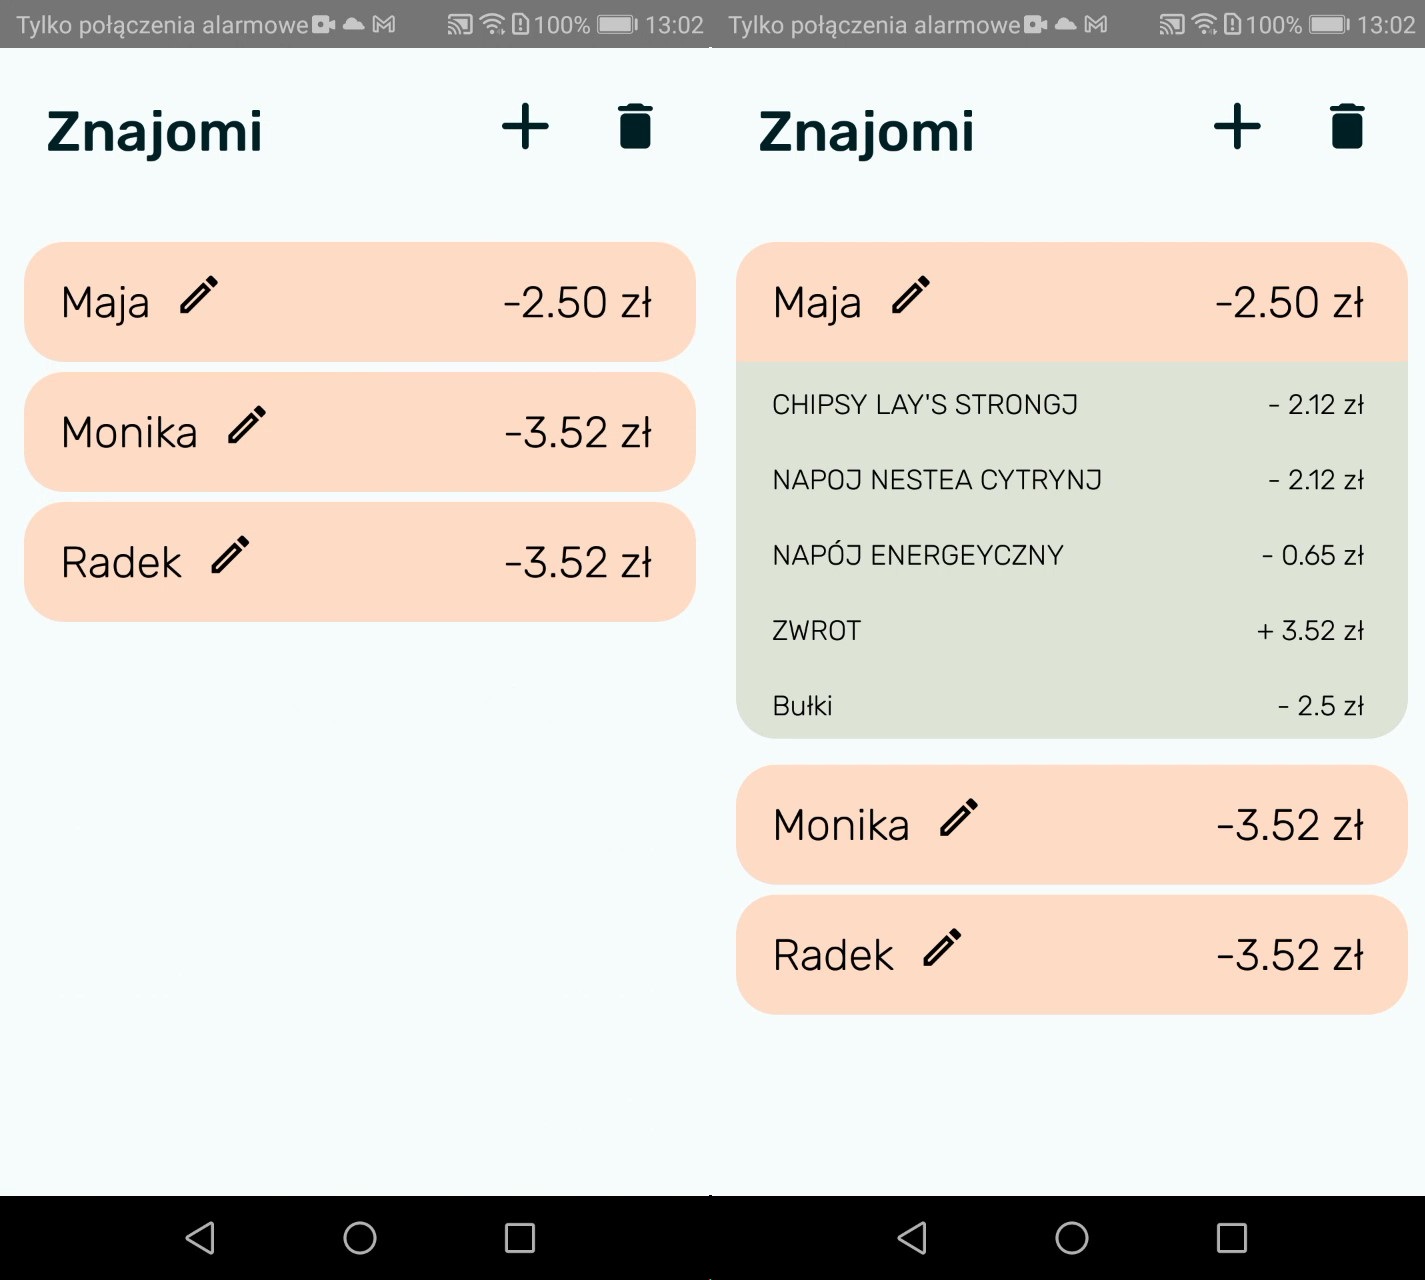 Tylko połączenia alarmowe 100% 13:02
Znajomi
Maja -2.50 zł
Monika -3.52 zł
Radek -3.52 zł
Tylko połączenia alarmowe 100% 13:02
Znajomi
Maja -2.50 zł
CHIPSY LAY'S STRONGJ - 2.12 zł
NAPOJ NESTEA CYTRYNJ - 2.12 zł
NAPÓJ ENERGEYCZNY - 0.65 zł
ZWROT + 3.52 zł
Bułki - 2.5 zł
Monika -3.52 zł
Radek -3.52 zł